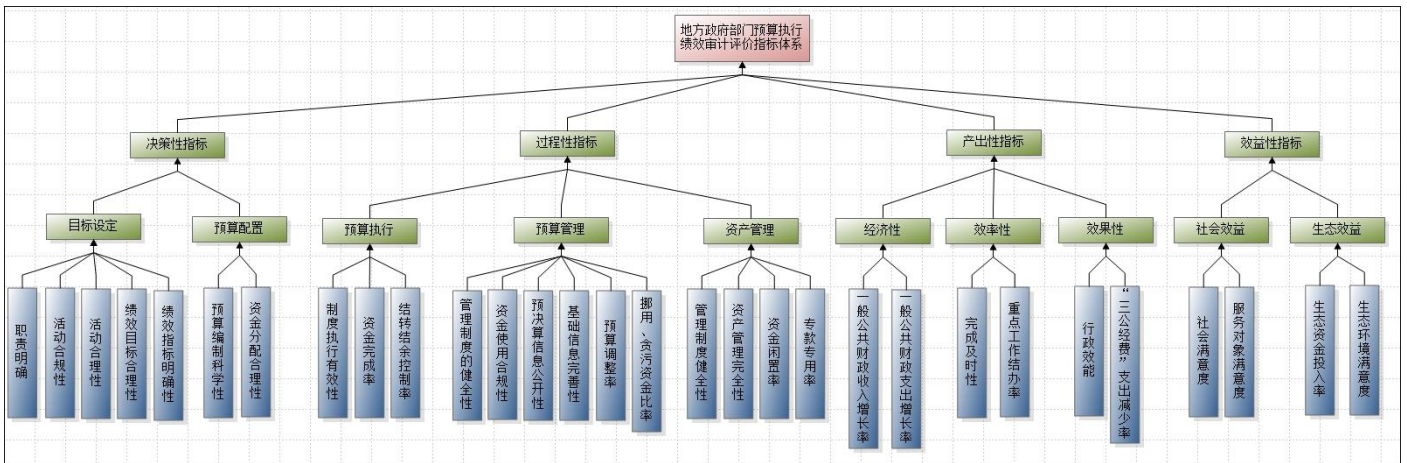 地方政府部门预算执行
绩效审计评价指标体系
决策性指标
过程性指标
产出性指标
效益性指标
目标设定
预算配置
预算执行
预算管理
资产管理
经济性
效率性
效果性
社会效益
生态效益
职责明确
活动合规性
活动合理性
绩效目标合理性
绩效指标明确性
预算编制科学性
资金分配合理性
制度执行有效性
资金完成率
结转结余控制率
管理制度的健全性
资金使用合规性
预决算信息公开性
基础信息完善性
预算调整率
挪用、贪污资金比率
管理制度健全性
资产管理完全性
资金闲置率
专款专用率
一般公共财政收入增长率
一般公共财政支出增长率
完成及时性
重点工作结办率
行政效能
“三公经费”支出减少率
社会满意度
服务对象满意度
生态资金投入率
生态环境满意度